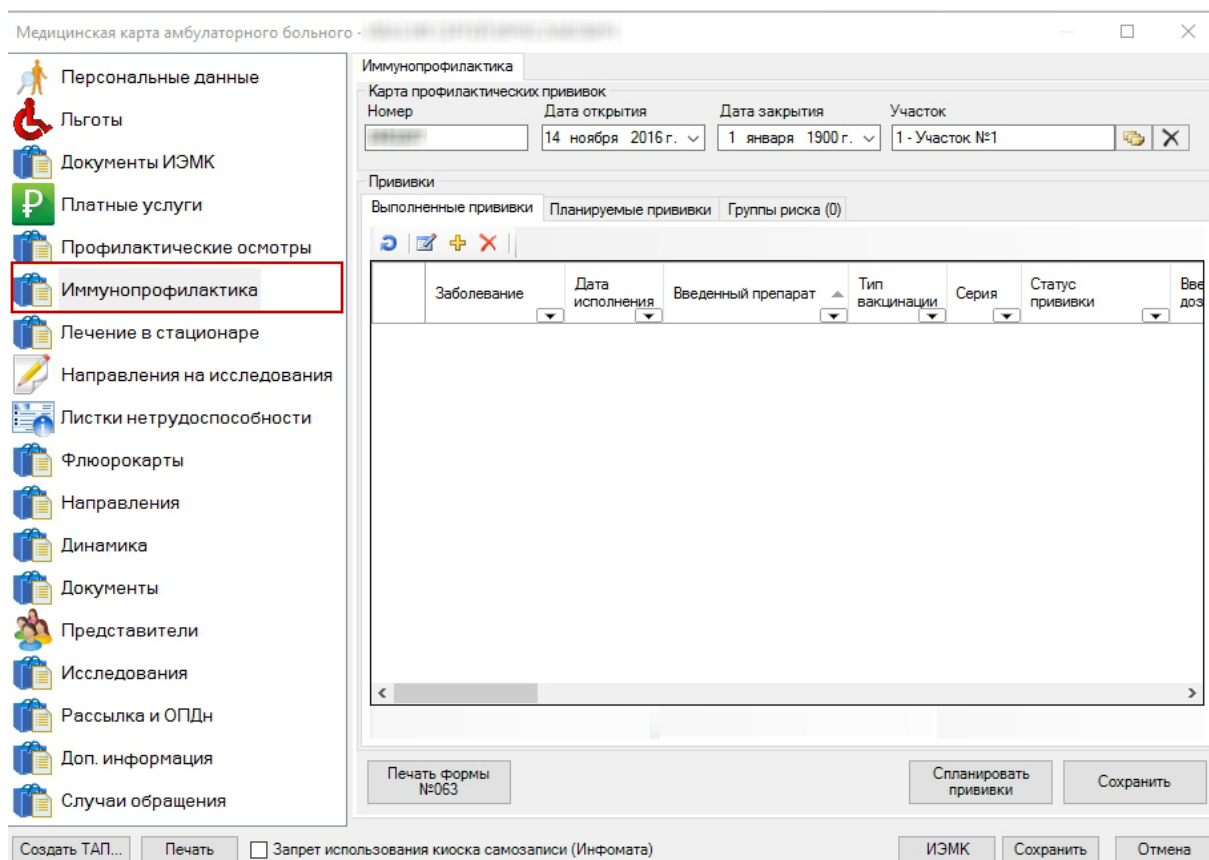 Медицинская карта амбулаторного больного -
Персональные данные
Льготы
Документы ИЭМК
Платные услуги
Профилактические осмотры
Иммунопрофилактика
Лечение в стационаре
Направления на исследования
Листки нетрудоспособности
Флюорокарты
Направления
Динамика
Документы
Представители
Исследования
Рассылка и ОПДн
Доп. информация
Случаи обращения
Иммунопрофилактика
Карта профилактических прививок
Номер Дата открытия Дата закрытия Участок
14 ноября 2016 г. 1 января 1900 г. 1 - Участок №1
Прививки
Выполненные прививки Планируемые прививки Группы риска (0)
Заболевание Дата исполнения Введенный препарат Тип вакцинации Серия Статус прививки Вве доз
Печать формы №063 Спланировать прививки Сохранить
Создать ТАП... Печать Запрет использования киоска самозаписи (Инфомата) ИЭМК Сохранить Отмена